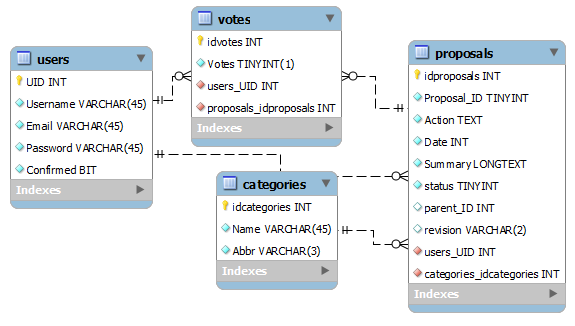 users
UID INT
Username VARCHAR(45)
Email VARCHAR(45)
Password VARCHAR(45)
Confirmed BIT
Indexes
votes
idvotes INT
Votes TINYINT(1)
users_UID INT
proposals_idproposals INT
Indexes
categories
idcategories INT
Name VARCHAR(45)
Abbr VARCHAR(3)
Indexes
proposals
idproposals INT
Proposal_ID TINYINT
Action TEXT
Date INT
Summary LONGTEXT
status TINYINT
parent_ID INT
revision VARCHAR(2)
users_UID INT
categories_idcategories INT
Indexes